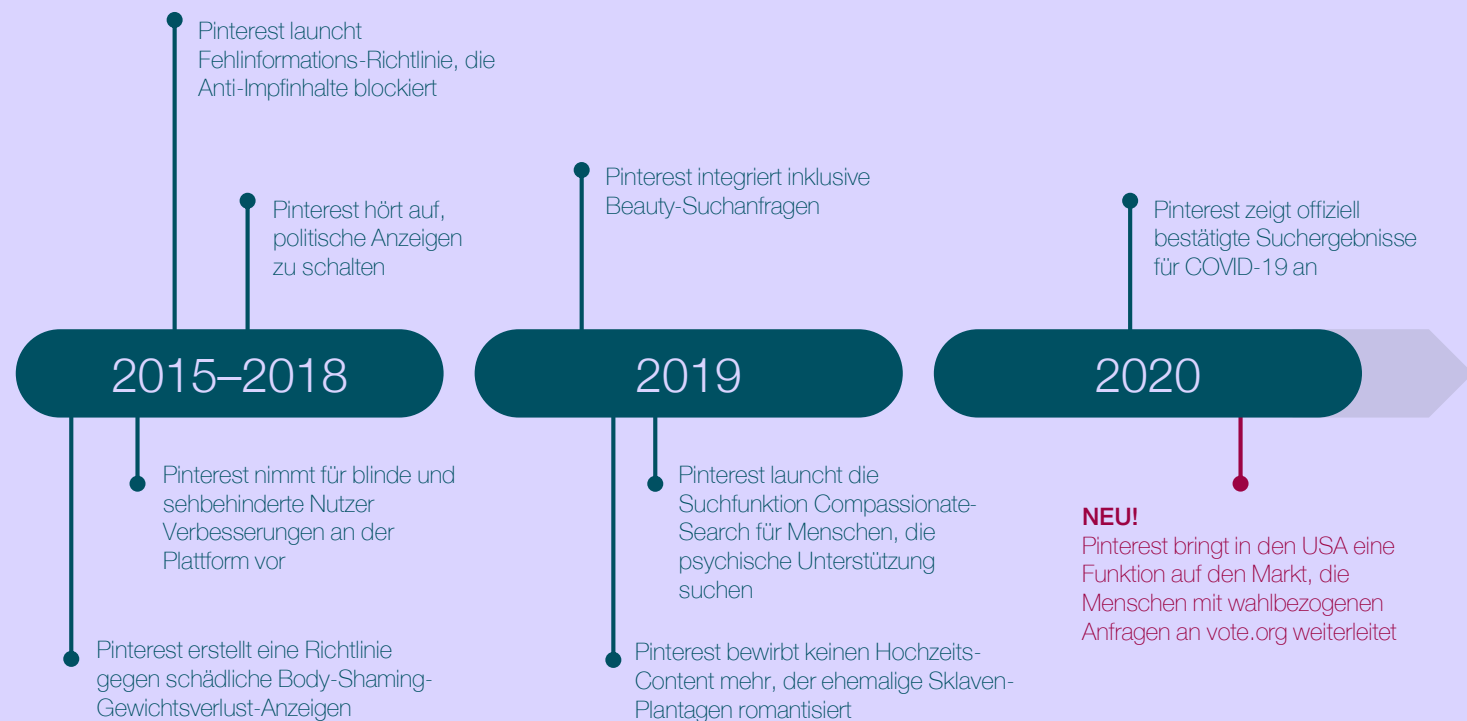 Pinterest launcht
Fehlinformations-Richtlinie, die
Anti-Impfinhalte blockiert
Pinterest hört auf,
politische Anzeigen
zu schalten
Pinterest integriert inklusive
Beauty-Suchanfragen
Pinterest zeigt offiziell
bestätigte Suchergebnisse
für COVID-19 an
2015–2018
2019
2020
Pinterest nimmt für blinde und
sehbehinderte Nutzer
Verbesserungen an der
Plattform vor
Pinterest erstellt eine Richtlinie
gegen schädliche Body-Shaming-
Gewichtsverlust-Anzeigen
Pinterest launcht die
Suchfunktion Compassionate-
Search für Menschen, die
psychische Unterstützung
suchen
Pinterest bewirbt keinen Hochzeits-
Content mehr, der ehemalige Sklaven-
Plantagen romantisiert
NEU!
Pinterest bringt in den USA eine
Funktion auf den Markt, die
Menschen mit wahlbezogenen
Anfragen an vote.org weiterleitet